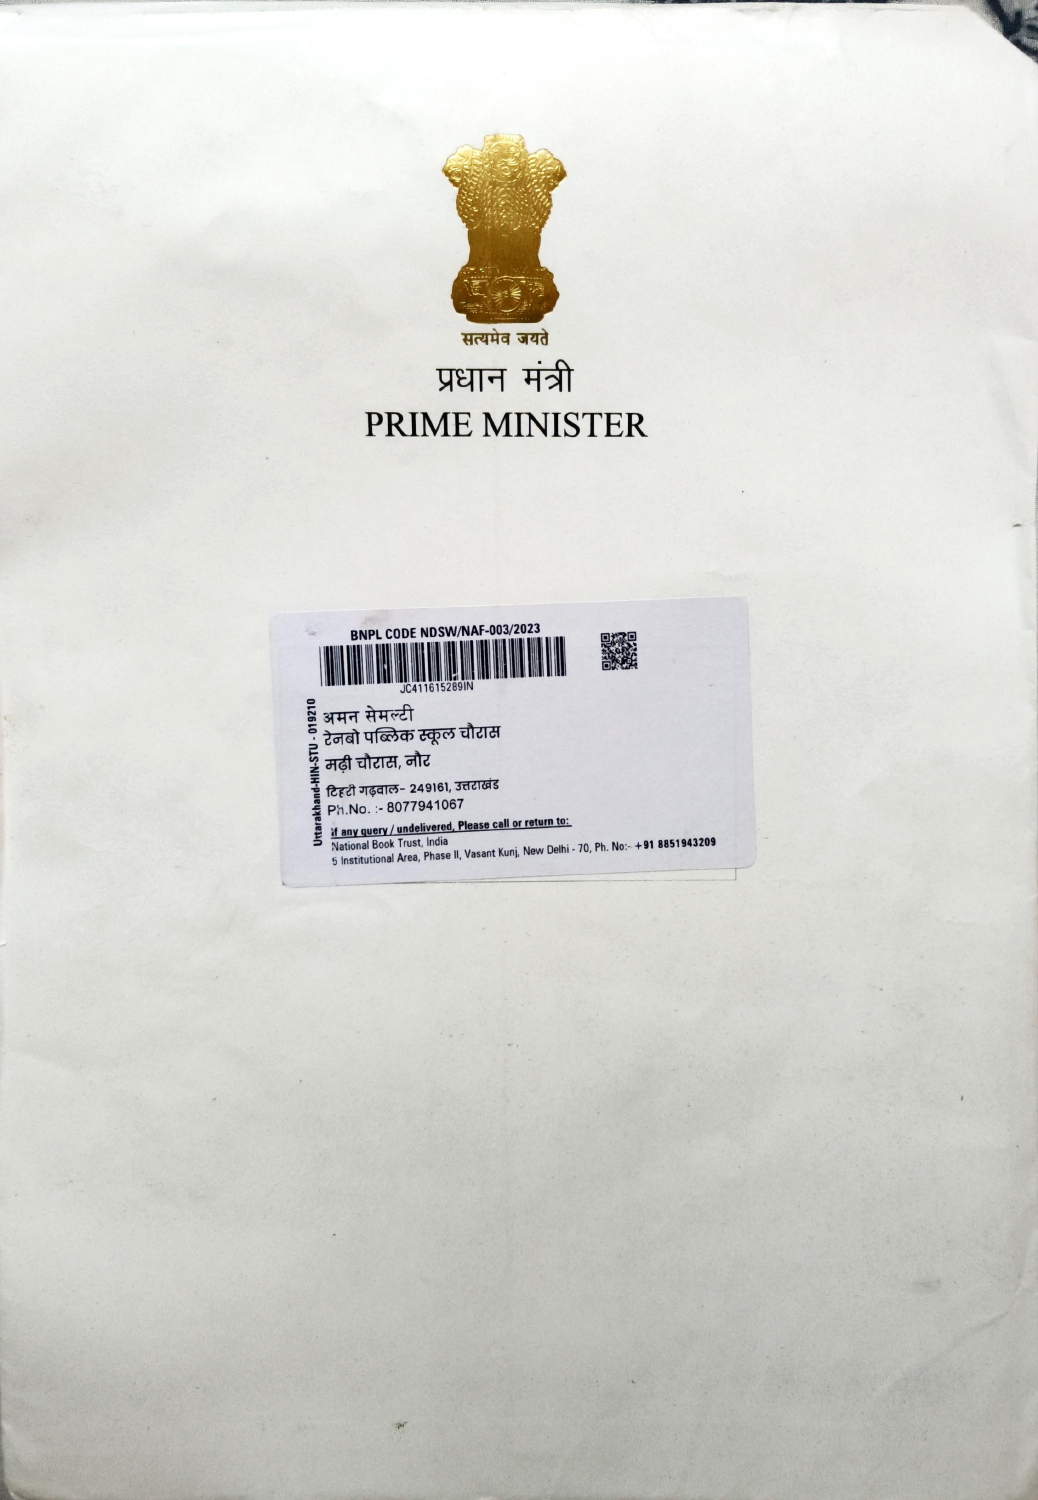 सत्यमेव जयते
प्रधान मंत्री
PRIME MINISTER
BNPL CODE NDSW/NAF-003/2023
JC411615289IN
Uttarakhand-HIN-STU - 019210
अमन सेमल्टी
रेनबो पब्लिक स्कूल चौरास
मढ़ी चौरास, नौर
टिहरी गढ़वाल- 249161, उत्तराखंड
Ph.No. :- 8077941067
if any query / undelivered, Please call or return to:
National Book Trust, India
5 Institutional Area, Phase II, Vasant Kunj, New Delhi - 70, Ph. No:- +91 8851943209